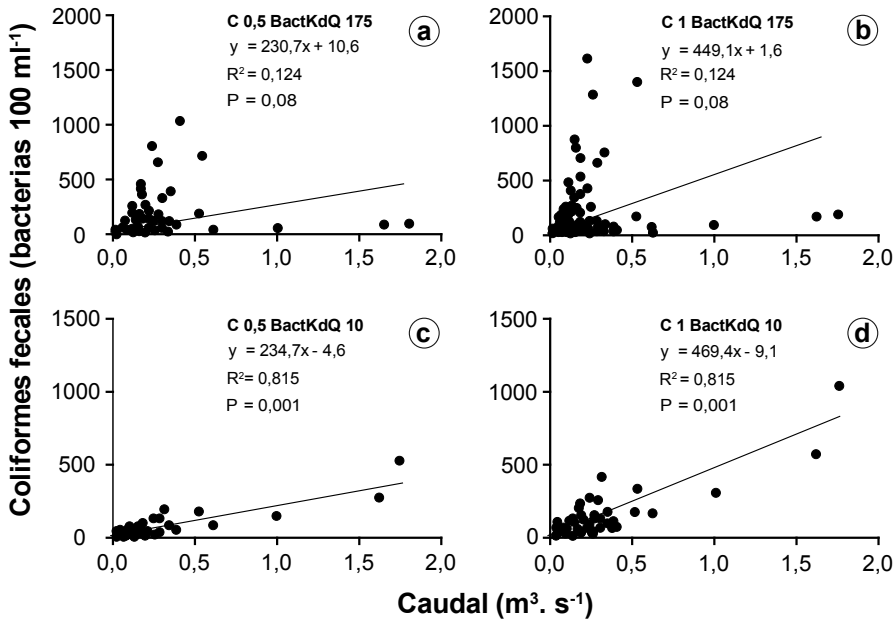 Coliformes fecales (bacterias 100 ml⁻¹)
a
C 0,5 BactKdQ 175
y = 230,7x + 10,6
R² = 0,124
P = 0,08
2000
1500
1000
500
0
0,0 0,5 1,0 1,5 2,0
b
C 1 BactKdQ 175
y = 449,1x + 1,6
R² = 0,124
P = 0,08
2000
1500
1000
500
0
0,0 0,5 1,0 1,5 2,0
c
C 0,5 BactKdQ 10
y = 234,7x - 4,6
R² = 0,815
P = 0,001
1500
1000
500
0
0,0 0,5 1,0 1,5 2,0
d
C 1 BactKdQ 10
y = 469,4x - 9,1
R² = 0,815
P = 0,001
1500
1000
500
0
0,0 0,5 1,0 1,5 2,0
Caudal (m³. s⁻¹)